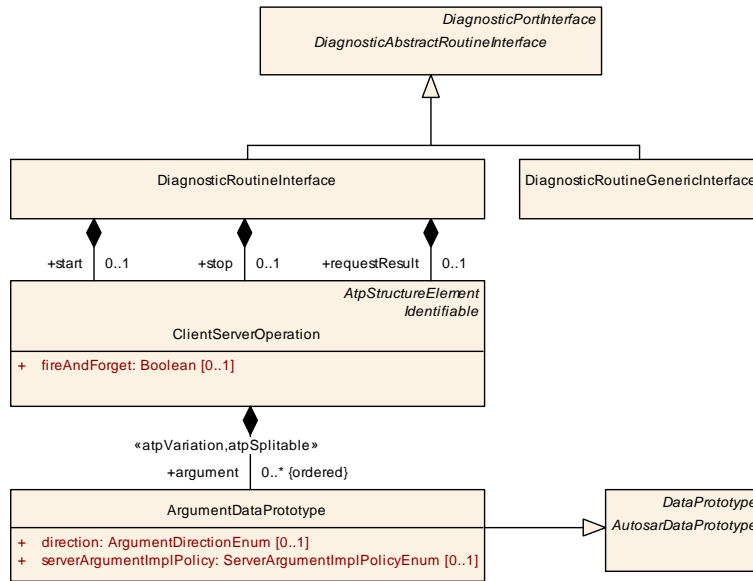 DiagnosticPortInterface
DiagnosticAbstractRoutineInterface
DiagnosticRoutineInterface
DiagnosticRoutineGenericInterface
+start 0..1 +stop 0..1 +requestResult 0..1
AtpStructureElement
Identifiable
ClientServerOperation
+ fireAndForget: Boolean [0..1]
«atpVariation,atpSplitable»
+argument 0..* {ordered}
ArgumentDataPrototype
+ direction: ArgumentDirectionEnum [0..1]
+ serverArgumentImplPolicy: ServerArgumentImplPolicyEnum [0..1]
DataPrototype
AutosarDataPrototype